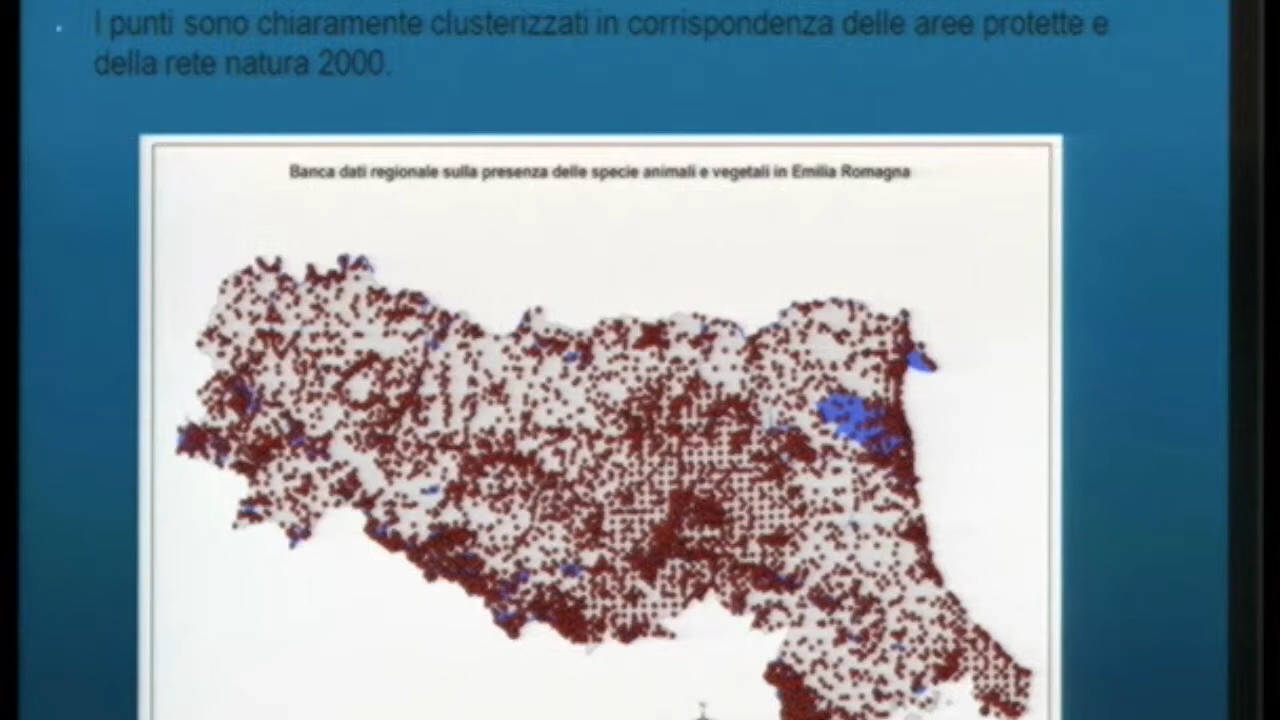 I punti sono chiaramente clusterizzati in corrispondenza delle aree protette e
della rete natura 2000.
Banca dati regionale sulla presenza delle specie animali e vegetali in Emilia Romagna